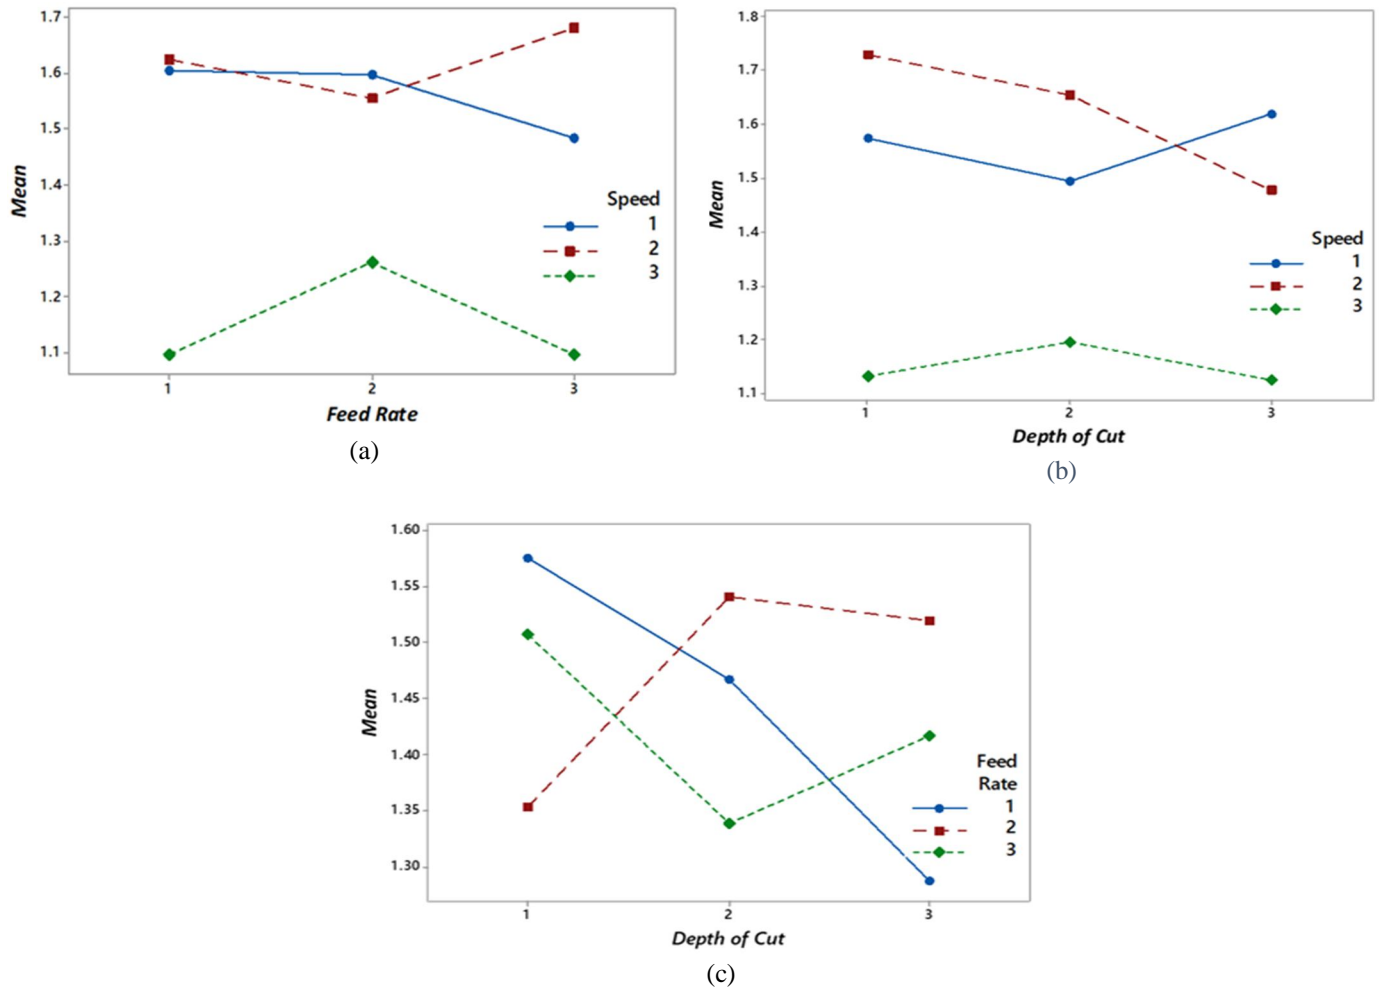 1.7
1.6
1.5
1.4
1.3
1.2
1.1
Mean
Speed
1
2
3
1 2 3
Feed Rate
(a)
1.8
1.7
1.6
1.5
1.4
1.3
1.2
1.1
Mean
Speed
1
2
3
1 2 3
Depth of Cut
(b)
1.60
1.55
1.50
1.45
1.40
1.35
1.30
Mean
Feed
Rate
1
2
3
1 2 3
Depth of Cut
(c)